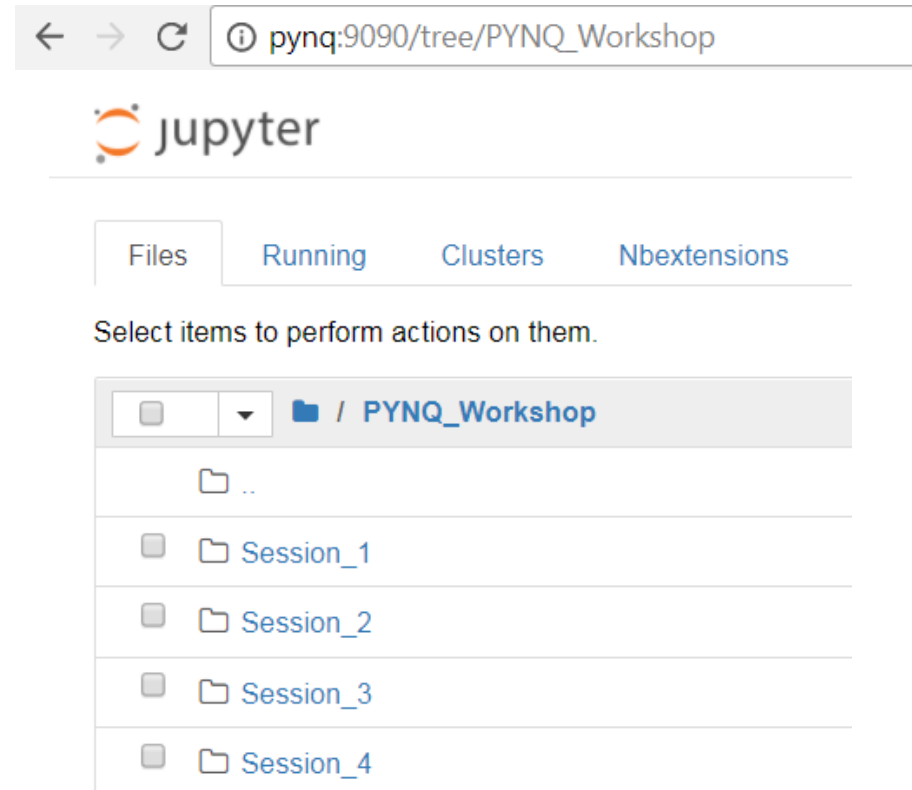 pynq:9090/tree/PYNQ_Workshop
jupyter
Files Running Clusters Nbextensions
Select items to perform actions on them.
/ PYNQ_Workshop
..
Session_1
Session_2
Session_3
Session_4